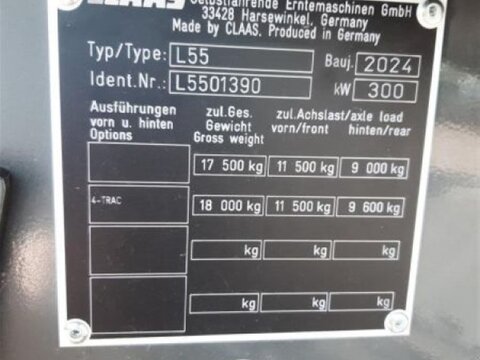 CLAAS Selbstfahrende Erntemaschinen GmbH
33428 Harsewinkel, Germany
Made by CLAAS. Produced in Germany
Typ/Type: L55 Bauj. 2024
Ident.Nr.: L5501390 kW 300
Ausführungen zul.Ges. zul.Achslast/axle load
vorn u. hinten Gewicht vorn/front hinten/rear
Options Gross weight
17 500 kg 11 500 kg 9 000 kg
4-TRAC 18 000 kg 11 500 kg 9 600 kg
kg kg kg
kg kg kg